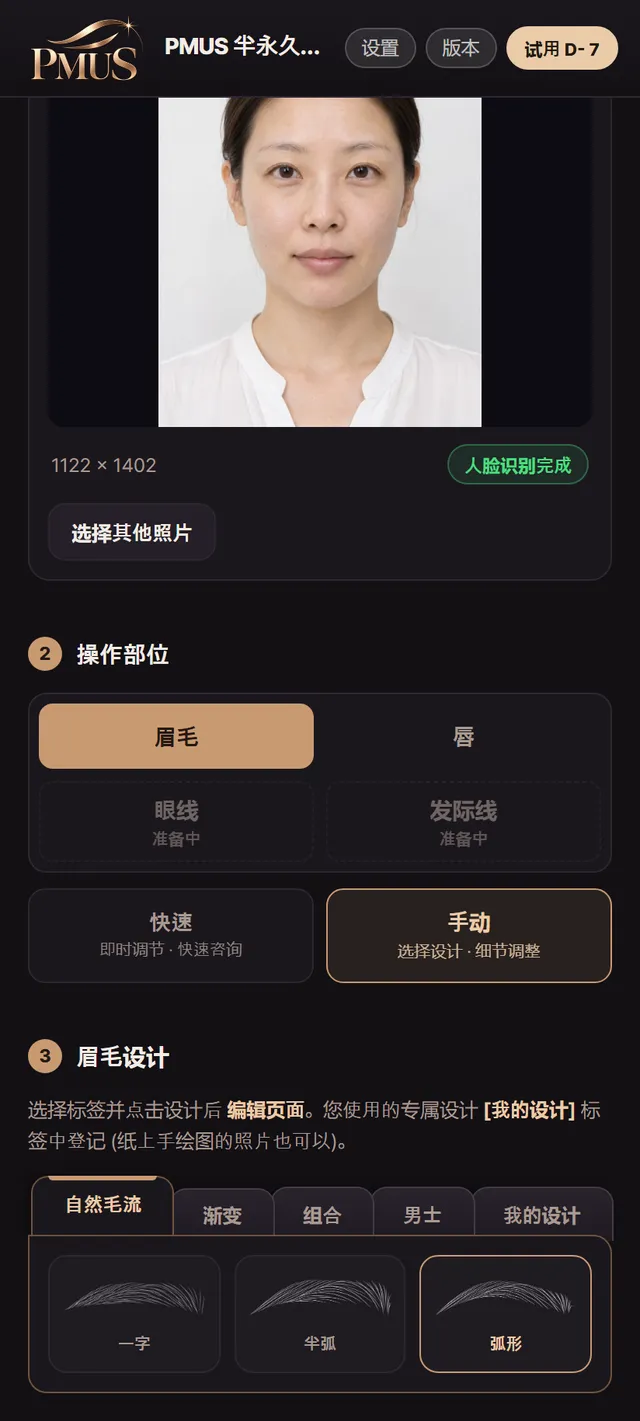 PMUS
PMUS 半永久...
设置
版本
试用 D-7
1122 × 1402
人脸识别完成
选择其他照片
2 操作部位
眉毛
唇
眼线
准备中
发际线
准备中
快速
即时调节 · 快速咨询
手动
选择设计 · 细节调整
3 眉毛设计
选择标签并点击设计后 编辑页面。您使用的专属设计 [我的设计] 标
签中登记 (纸上手绘图的照片也可以)。
自然毛流
渐变
组合
男士
我的设计
一字
半弧
弧形